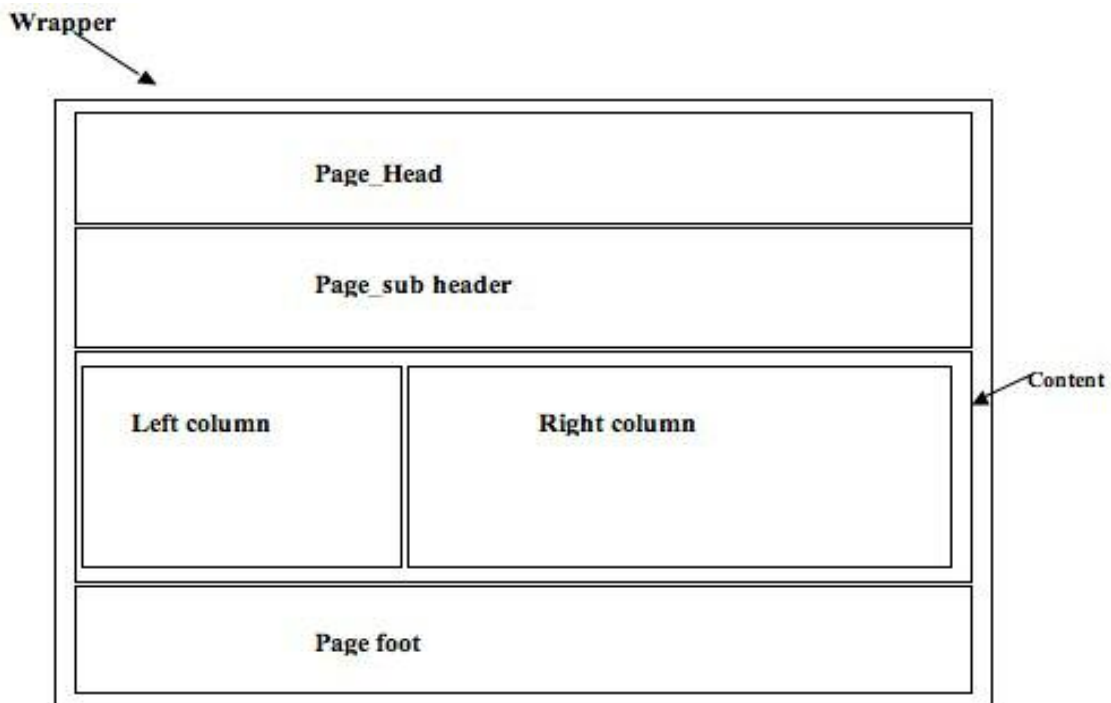 Wrapper
Page_Head
Page_sub header
Content
Left column
Right column
Page foot